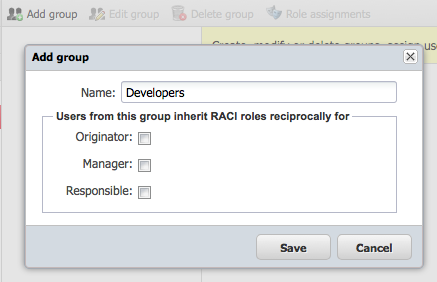 Add group Edit group Delete group Role assignments
Create, modify or delete groups, assign
Add group
Name: Developers
Users from this group inherit RACI roles reciprocally for
Originator:
Manager:
Responsible:
Save Cancel